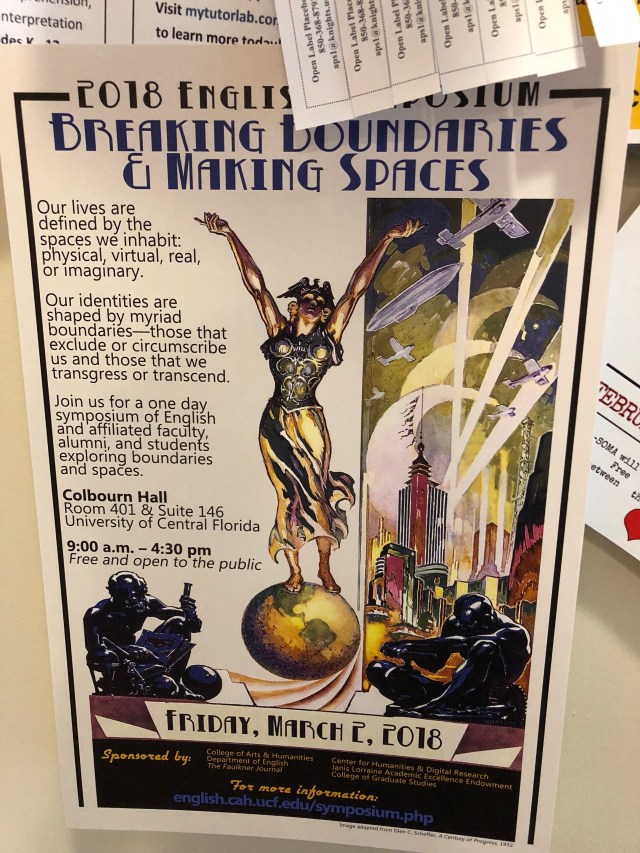 nterpretation
Visit mytutorlab.com
to learn more today
2018 ENGLIS SYMPOSIUM
BREAKING BOUNDARIES
& MAKING SPACES
Our lives are
defined by the
spaces we inhabit:
physical, virtual, real,
or imaginary.
Our identities are
shaped by myriad
boundaries—those that
exclude or circumscribe
us and those that we
transgress or transcend.
Join us for a one day
symposium of English
and affiliated faculty,
alumni, and students
exploring boundaries
and spaces.
Colbourn Hall
Room 401 & Suite 146
University of Central Florida
9:00 a.m. – 4:30 pm
Free and open to the public
FRIDAY, MARCH 2, 2018
Sponsored by:
College of Arts & Humanities
Department of English
The Faulkner Journal
Center for Humanities & Digital Research
Janis Lorraine Academic Excellence Endowment
College of Graduate Studies
For more information:
english.cah.ucf.edu/symposium.php
Image adapted from Glen C. Sheffer, A Century of Progress, 1932.
FEBRU
-SOMA will
Free
etween